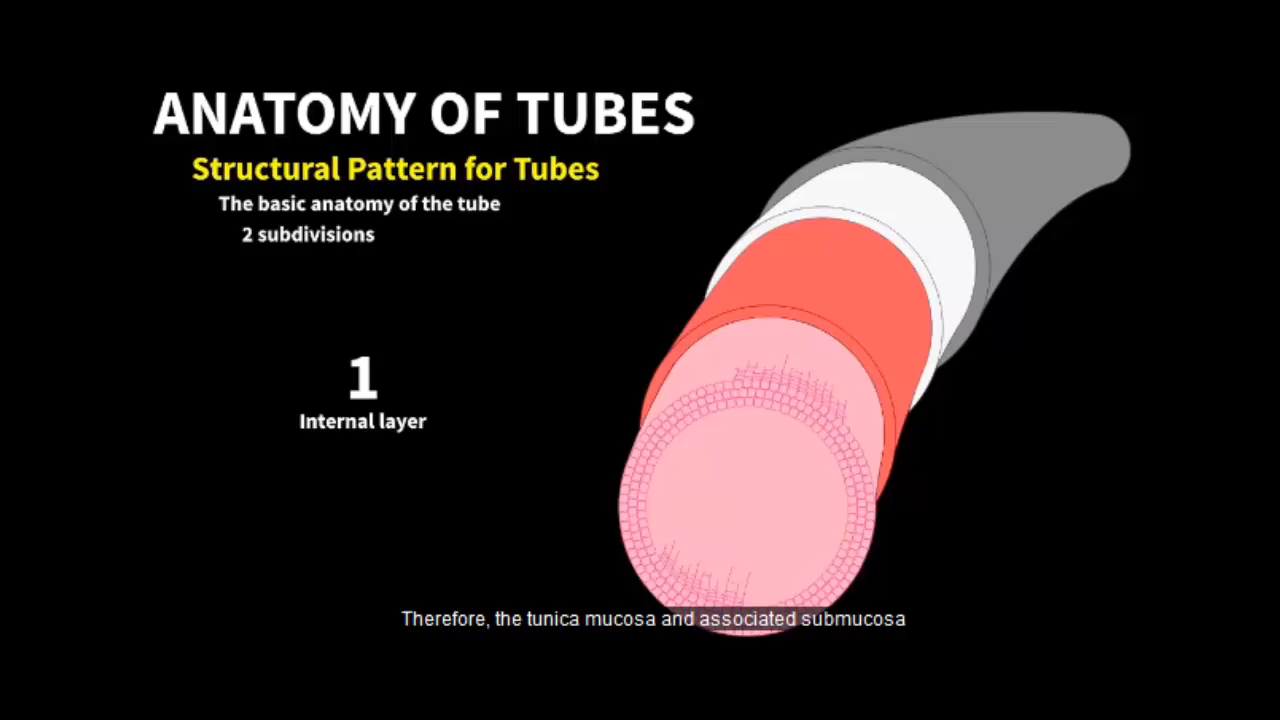 ANATOMY OF TUBES
Structural Pattern for Tubes
The basic anatomy of the tube
2 subdivisions
1
Internal layer
Therefore, the tunica mucosa and associated submucosa